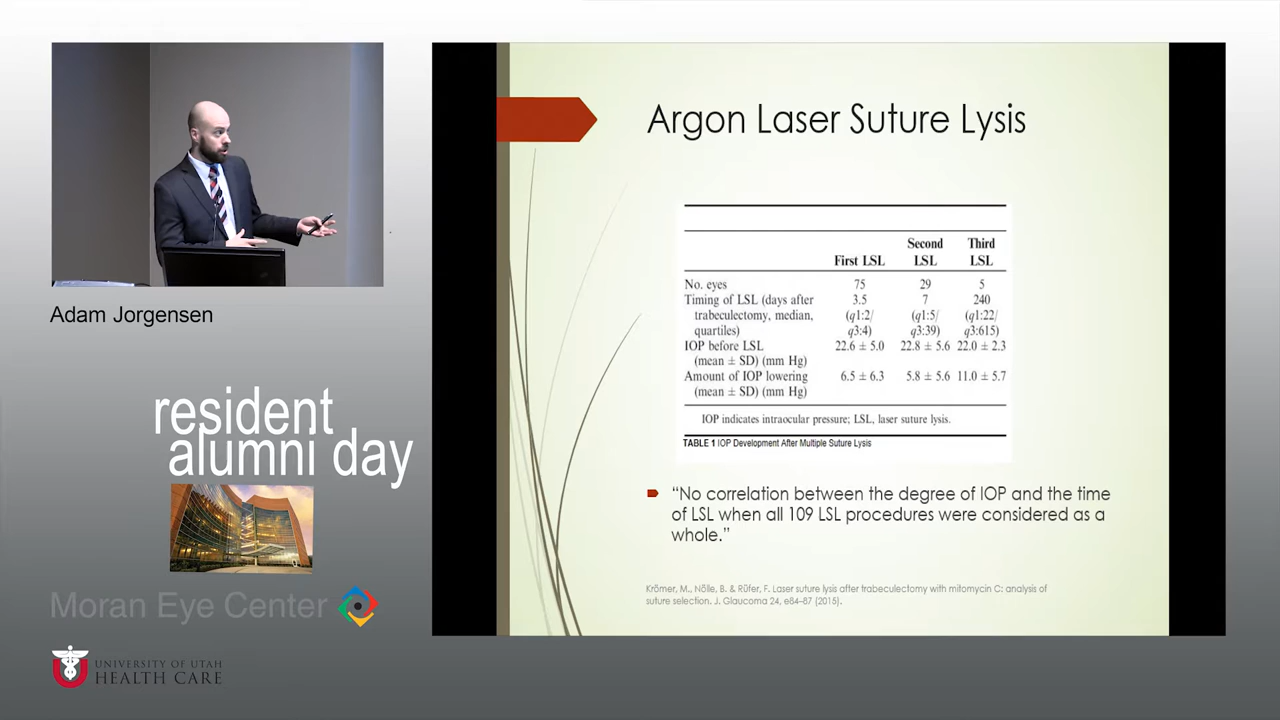 Adam Jorgensen
resident
alumni day
Moran Eye Center
UNIVERSITY OF UTAH
HEALTH CARE
Argon Laser Suture Lysis
First LSL Second LSL Third LSL
No. eyes 75 29 5
Timing of LSL (days after 3.5 7 240
trabeculectomy, median, (q1:2/ (q1:5/ (q1:22/
quartiles) q3:4) q3:39) q3:615)
IOP before LSL 22.6 ± 5.0 22.8 ± 5.6 22.0 ± 2.3
(mean ± SD) (mm Hg)
Amount of IOP lowering 6.5 ± 6.3 5.8 ± 5.6 11.0 ± 5.7
(mean ± SD) (mm Hg)
IOP indicates intraocular pressure; LSL, laser suture lysis.
TABLE 1 IOP Development After Multiple Suture Lysis
“No correlation between the degree of IOP and the time
of LSL when all 109 LSL procedures were considered as a
whole.”
Krömer, M., Nölle, B. & Rüfer, F. Laser suture lysis after trabeculectomy with mitomycin C: analysis of
suture selection. J. Glaucoma 24, e84–87 (2015).